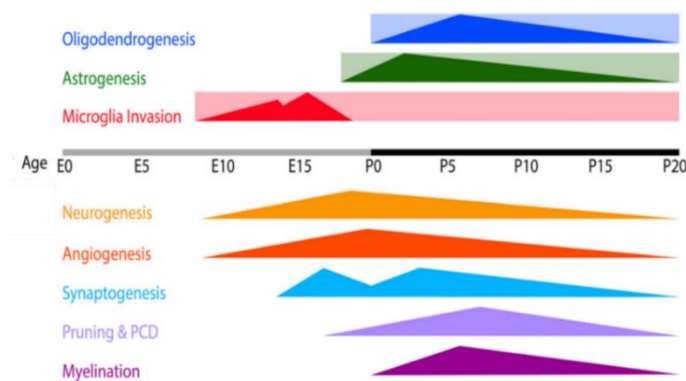 Oligodendrogenesis
Astrogenesis
Microglia Invasion
Age E0 E5 E10 E15 P0 P5 P10 P15 P20
Neurogenesis
Angiogenesis
Synaptogenesis
Pruning & PCD
Myelination